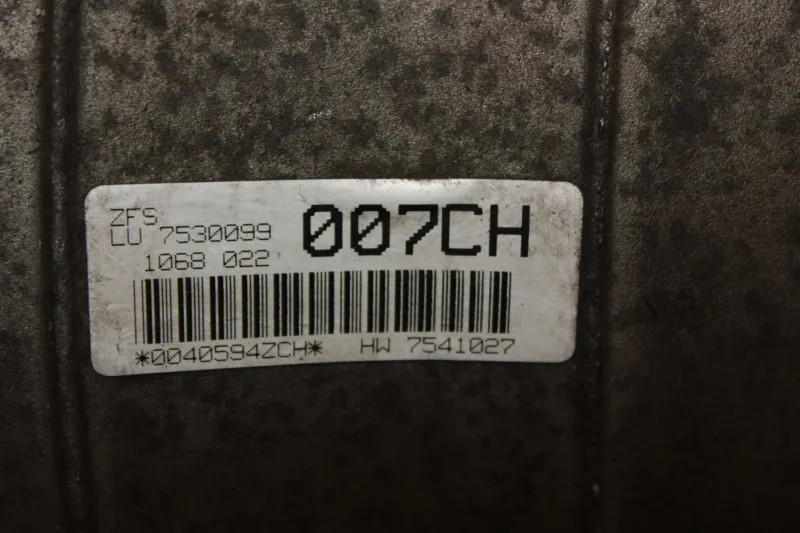 ZFS
LU 7530099
007CH
1068 022
*0040594ZCH* HW 7541027